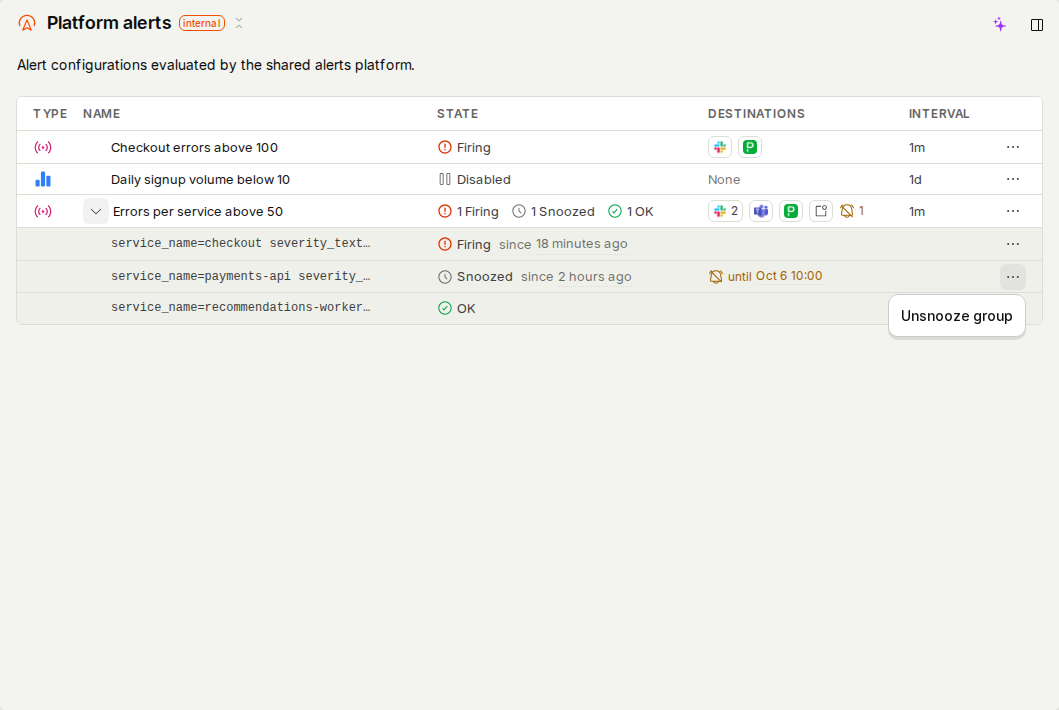 Platform alerts internal
Alert configurations evaluated by the shared alerts platform.
TYPE NAME STATE DESTINATIONS INTERVAL
Checkout errors above 100 Firing 1m
Daily signup volume below 10 Disabled None 1d
Errors per service above 50 1 Firing 1 Snoozed 1 OK 2 1 1m
service_name=checkout severity_text… Firing since 18 minutes ago
service_name=payments-api severity_… Snoozed since 2 hours ago until Oct 6 10:00
service_name=recommendations-worker… OK
Unsnooze group